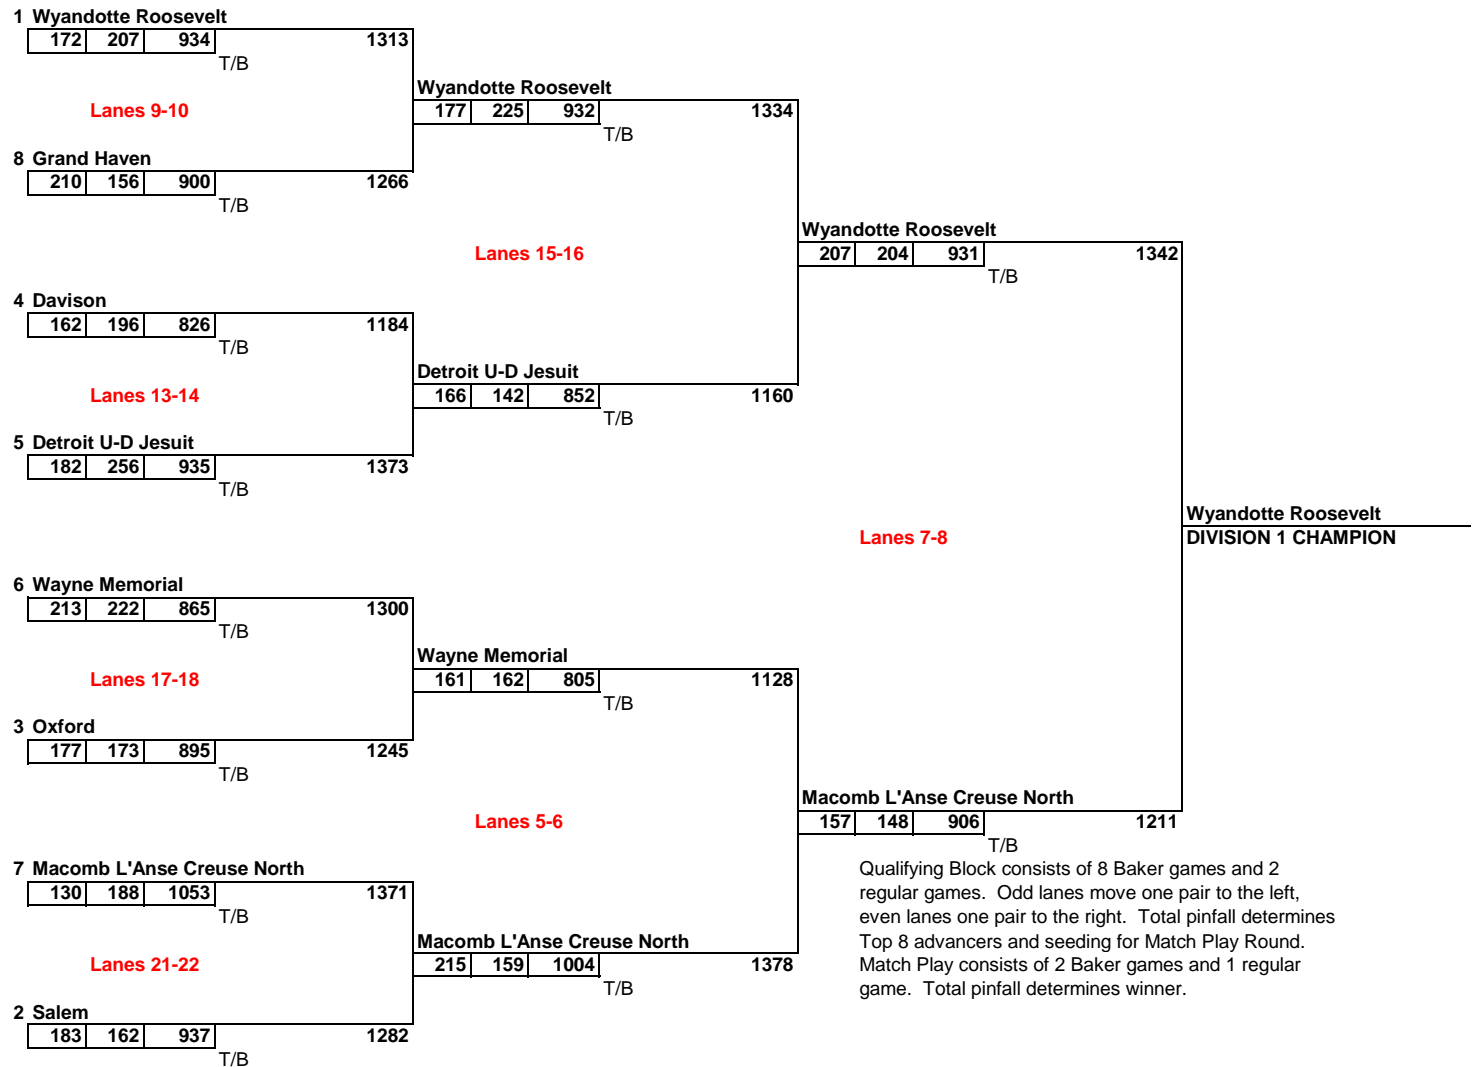 1 Wyandotte Roosevelt
172 207 934 1313
T/B
Lanes 9-10
8 Grand Haven
210 156 900 1266
T/B
Wyandotte Roosevelt
177 225 932 1334
T/B
Lanes 15-16
4 Davison
162 196 826 1184
T/B
Lanes 13-14
5 Detroit U-D Jesuit
182 256 935 1373
T/B
Detroit U-D Jesuit
166 142 852 1160
T/B
Wyandotte Roosevelt
207 204 931 1342
T/B
Lanes 7-8
Wyandotte Roosevelt
DIVISION 1 CHAMPION
6 Wayne Memorial
213 222 865 1300
T/B
Lanes 17-18
3 Oxford
177 173 895 1245
T/B
Wayne Memorial
161 162 805 1128
T/B
Lanes 5-6
7 Macomb L'Anse Creuse North
130 188 1053 1371
T/B
Lanes 21-22
2 Salem
183 162 937 1282
T/B
Macomb L'Anse Creuse North
215 159 1004 1378
T/B
Macomb L'Anse Creuse North
157 148 906 1211
T/B
Qualifying Block consists of 8 Baker games and 2
regular games. Odd lanes move one pair to the left,
even lanes one pair to the right. Total pinfall determines
Top 8 advancers and seeding for Match Play Round.
Match Play consists of 2 Baker games and 1 regular
game. Total pinfall determines winner.